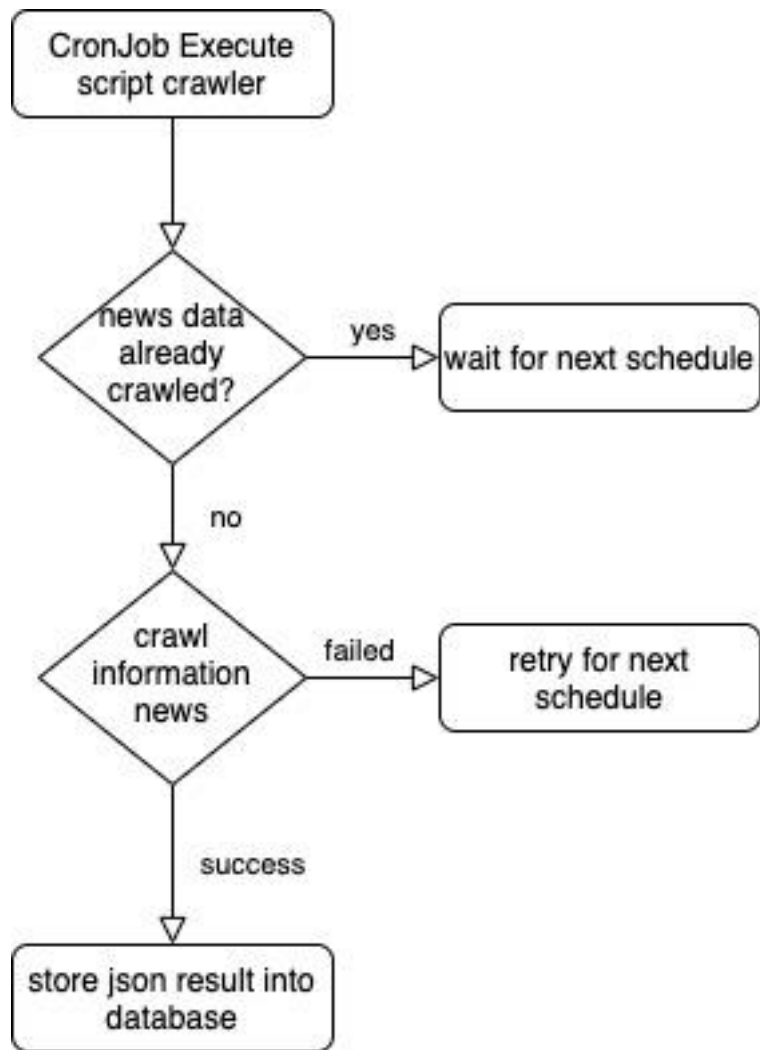 CronJob Execute
script crawler
news data
already
crawled?
yes
wait for next schedule
no
crawl
information
news
failed
retry for next
schedule
success
store json result into
database